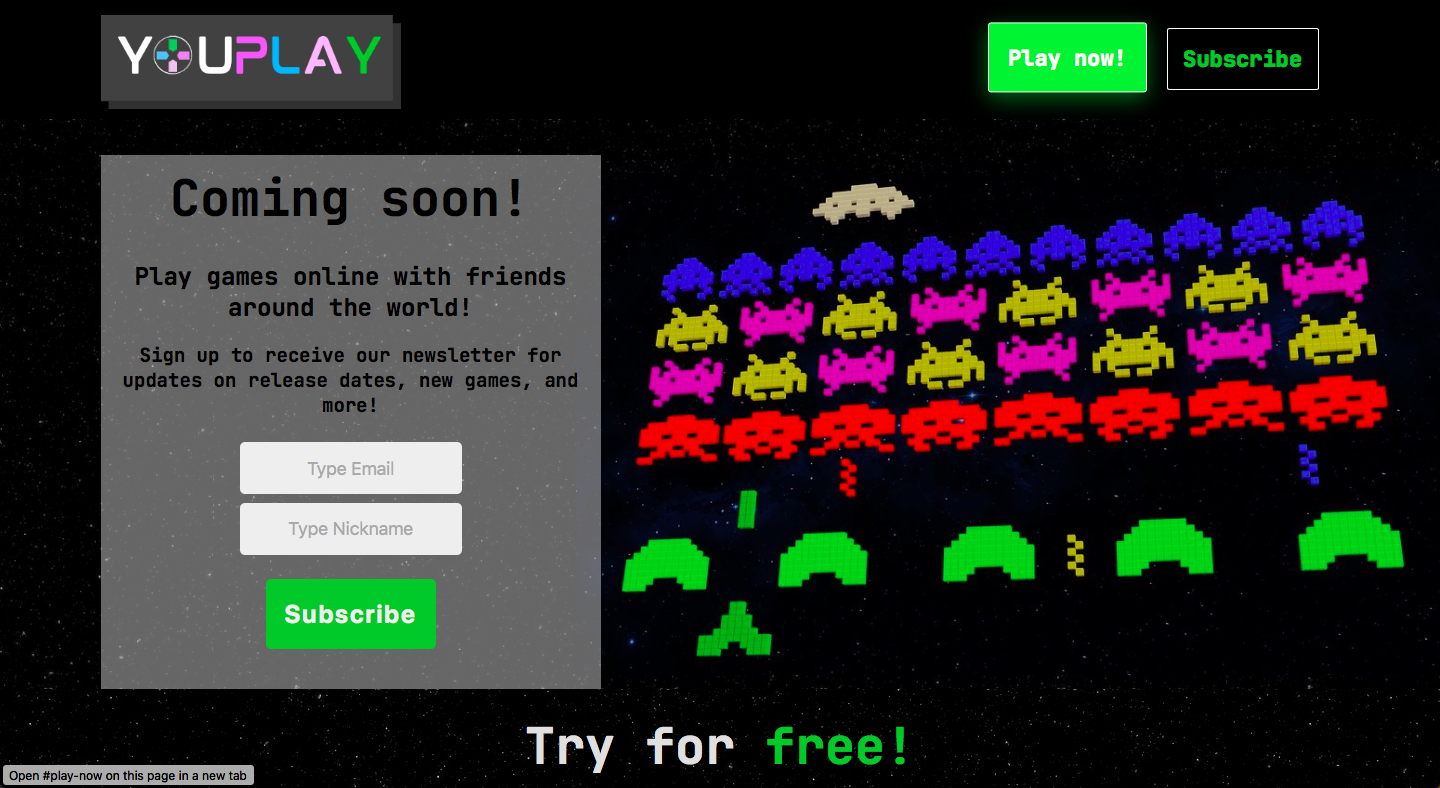 YOUPLAY
Play now!
Subscribe
Coming soon!
Play games online with friends
around the world!
Sign up to receive our newsletter for
updates on release dates, new games, and
more!
Type Email
Type Nickname
Subscribe
Try for free!
Open #play-now on this page in a new tab